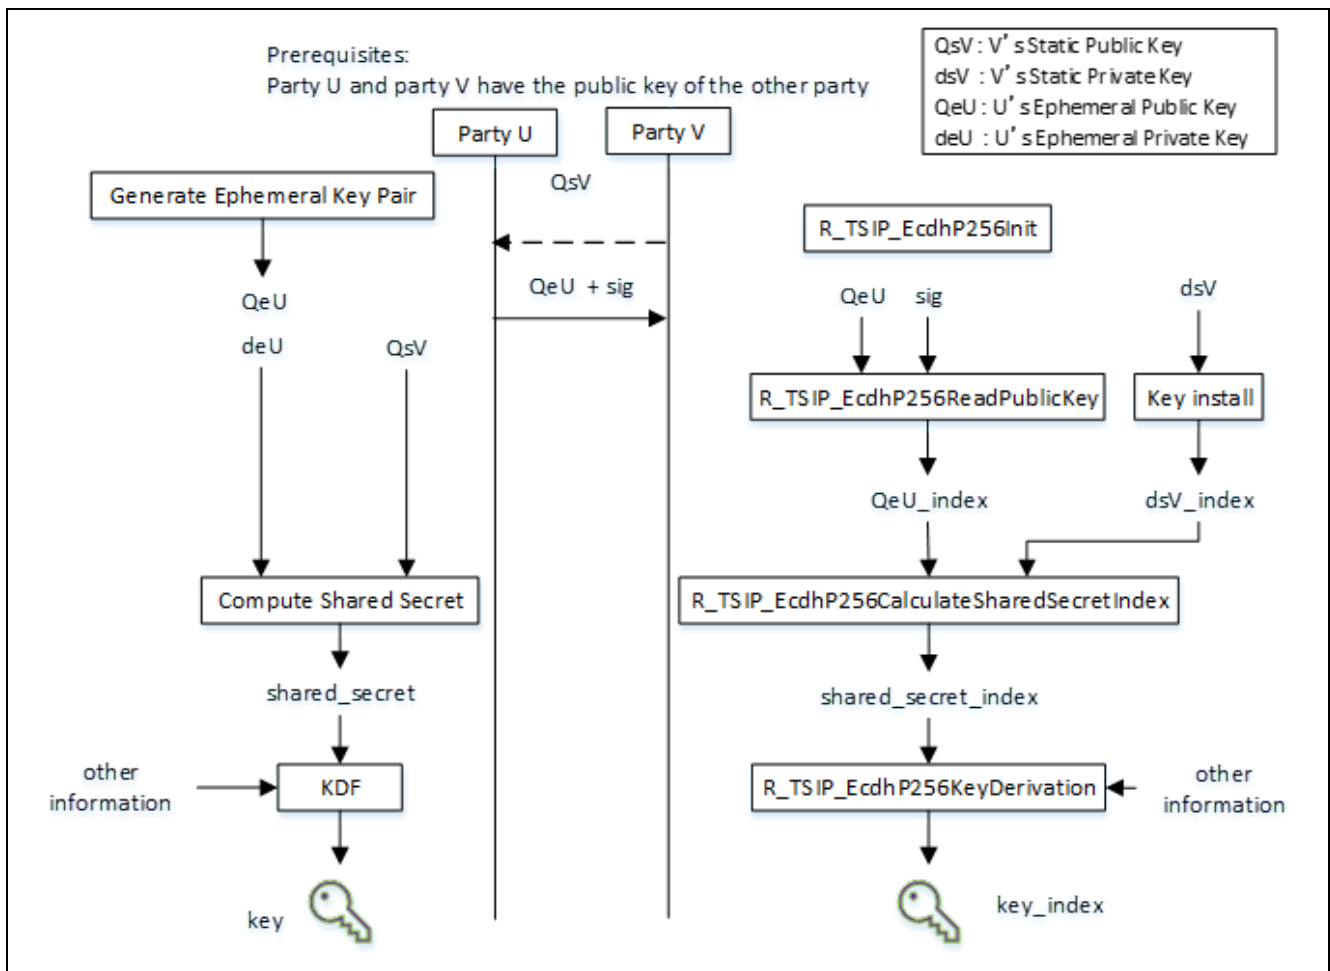 Prerequisites:
Party U and party V have the public key of the other party
QsV : V's Static Public Key
dsV : V's Static Private Key
QeU : U's Ephemeral Public Key
deU : U's Ephemeral Private Key
Party U
Party V
Generate Ephemeral Key Pair
QsV
R_TSIP_EcdhP256Init
QeU + sig
QeU
deU
QsV
QeU
sig
dsV
R_TSIP_EcdhP256ReadPublicKey
Key install
QeU_index
dsV_index
Compute Shared Secret
R_TSIP_EcdhP256CalculateSharedSecretIndex
shared_secret
shared_secret_index
other
information
KDF
R_TSIP_EcdhP256KeyDerivation
other
information
key
key_index